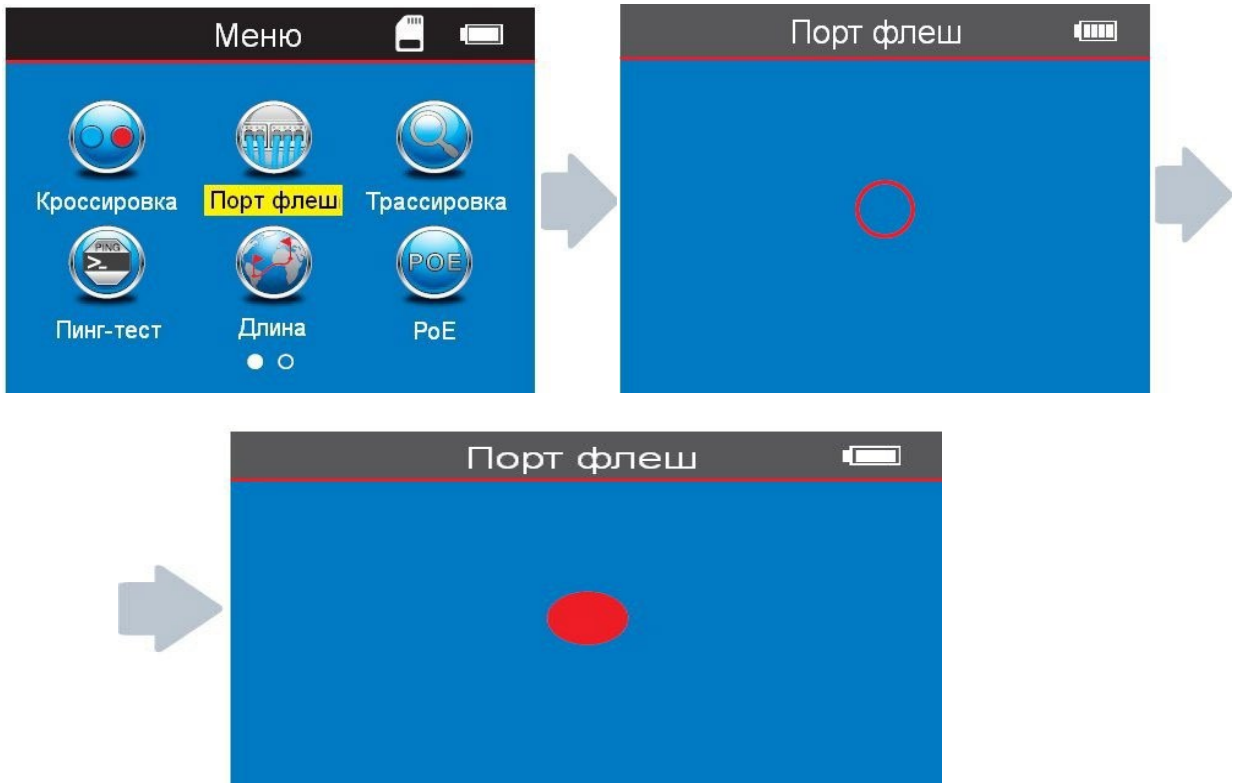 Меню
Кроссировка Порт флеш Трассировка
PING
>_
POE
Пинг-тест Длина PoE
Порт флеш
Порт флеш